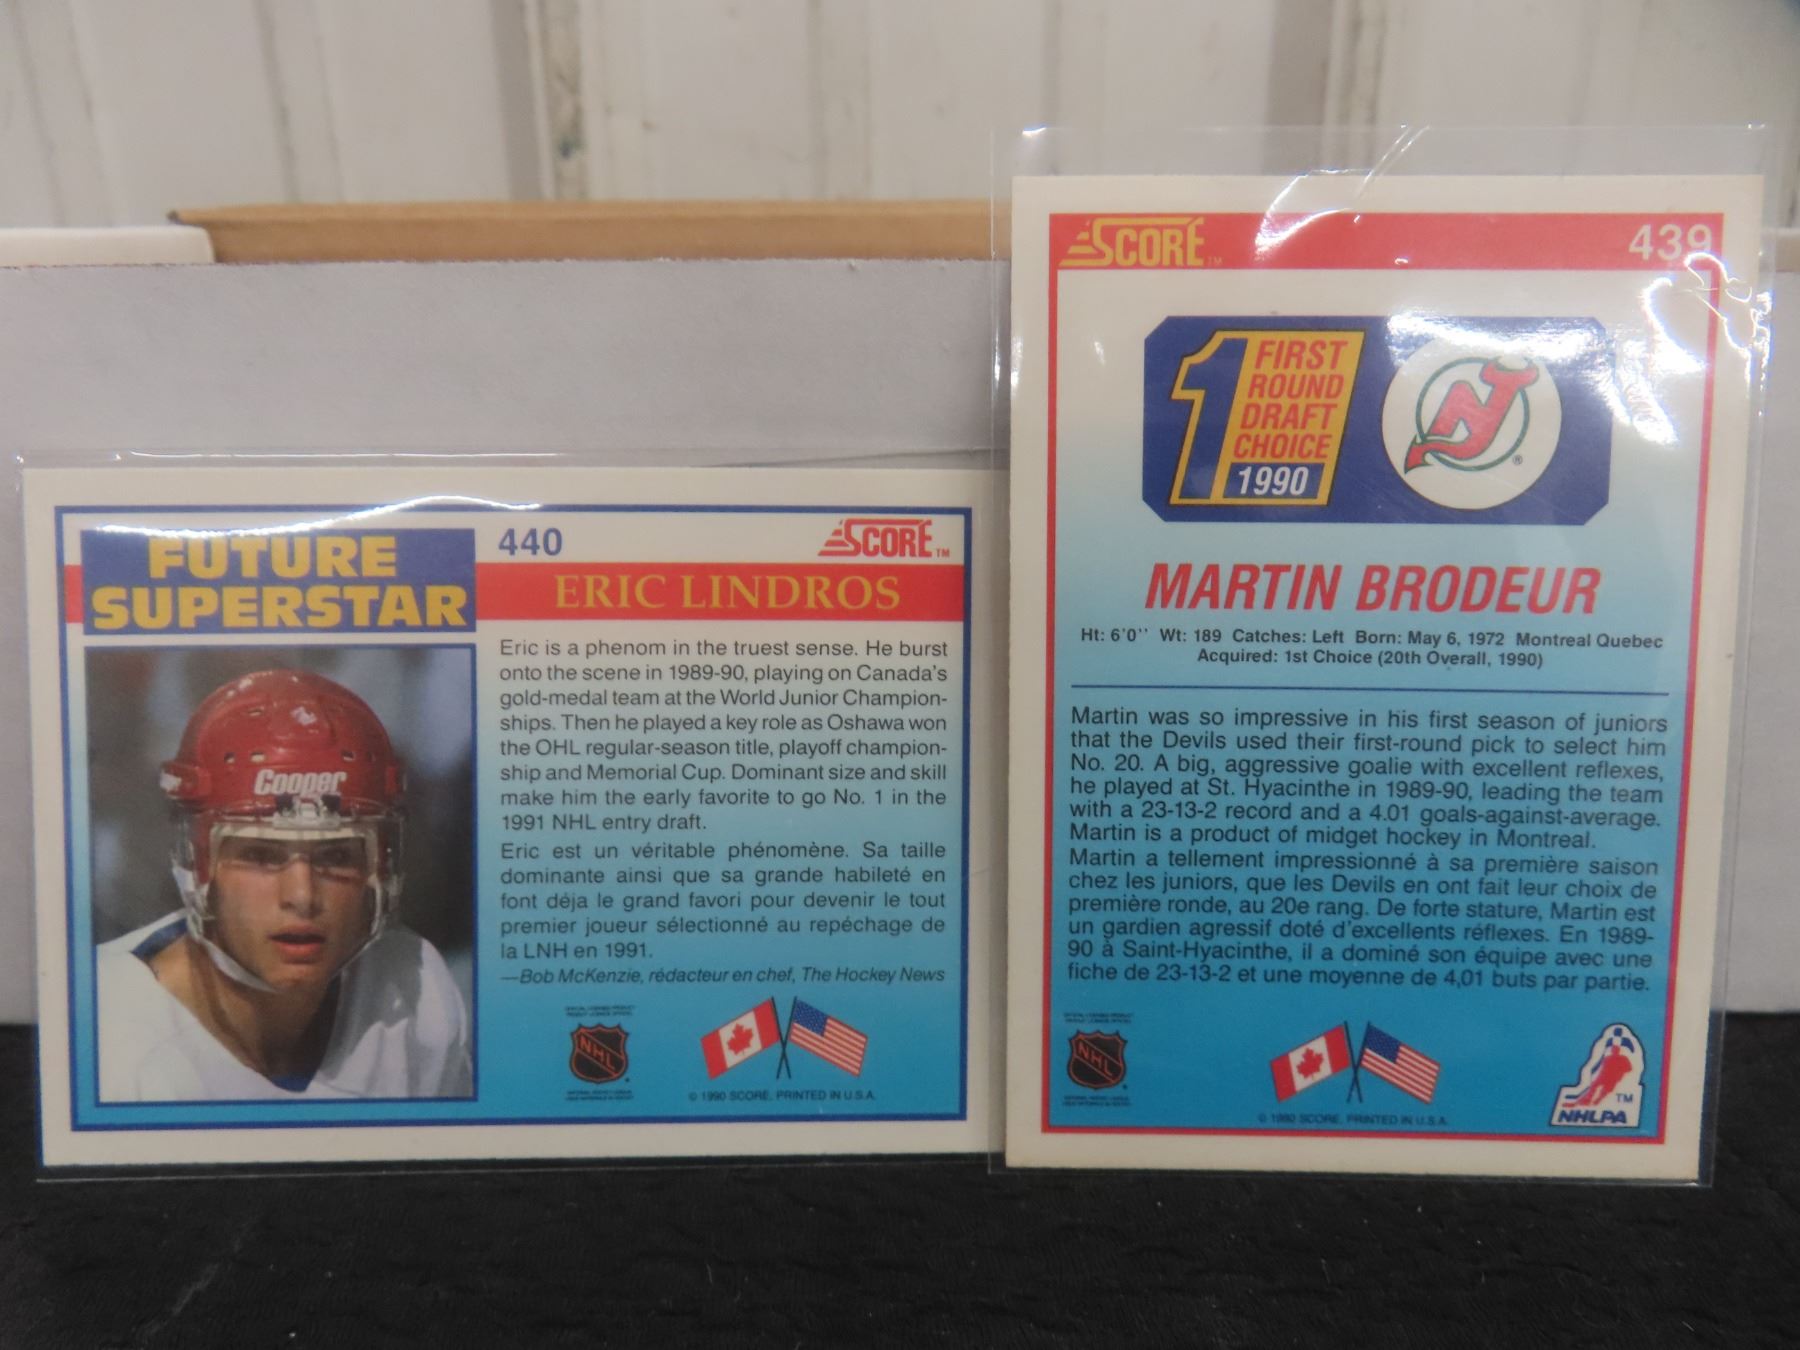 FUTURE
SUPERSTAR
440
SCORE TM
ERIC LINDROS
Cooper
Eric is a phenom in the truest sense. He burst
onto the scene in 1989-90, playing on Canada's
gold-medal team at the World Junior Champion-
ships. Then he played a key role as Oshawa won
the OHL regular-season title, playoff champion-
ship and Memorial Cup. Dominant size and skill
make him the early favorite to go No. 1 in the
1991 NHL entry draft.
Eric est un véritable phénomène. Sa taille
dominante ainsi que sa grande habileté en
font déja le grand favori pour devenir le tout
premier joueur sélectionné au repéchage de
la LNH en 1991.
—Bob McKenzie, rédacteur en chef, The Hockey News
NHL
© 1990 SCORE, PRINTED IN U.S.A.
SCORE TM
439
1 FIRST
ROUND
DRAFT
CHOICE
1990
NJ ®
MARTIN BRODEUR
Ht: 6'0'' Wt: 189 Catches: Left Born: May 6, 1972 Montreal Quebec
Acquired: 1st Choice (20th Overall, 1990)
Martin was so impressive in his first season of juniors
that the Devils used their first-round pick to select him
No. 20. A big, aggressive goalie with excellent reflexes,
he played at St. Hyacinthe in 1989-90, leading the team
with a 23-13-2 record and a 4.01 goals-against-average.
Martin is a product of midget hockey in Montreal.
Martin a tellement impressionné à sa première saison
chez les juniors, que les Devils en ont fait leur choix de
première ronde, au 20e rang. De forte stature, Martin est
un gardien agressif doté d'excellents réflexes. En 1989-
90 à Saint-Hyacinthe, il a dominé son équipe avec une
fiche de 23-13-2 et une moyenne de 4,01 buts par partie.
NHL
© 1990 SCORE, PRINTED IN U.S.A.
TM
NHLPA